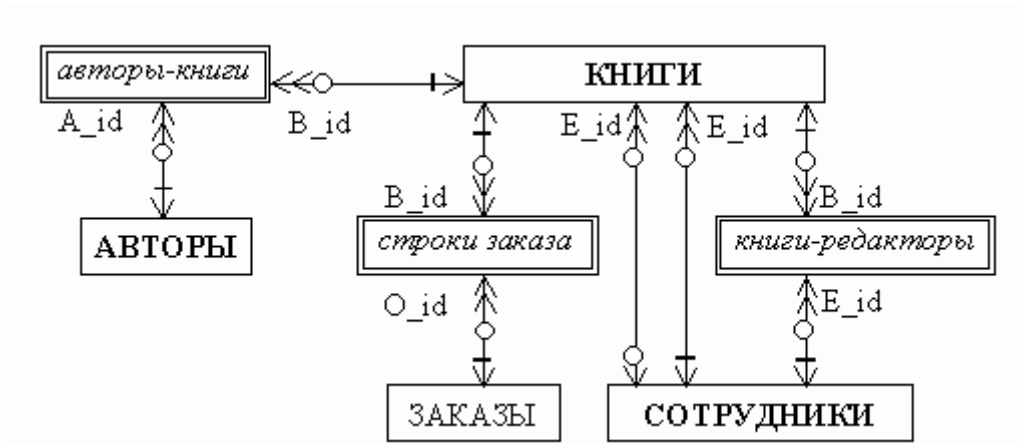 авторы-книги
КНИГИ
A_id
B_id
E_id
E_id
B_id
B_id
АВТОРЫ
строки заказа
книги-редакторы
O_id
E_id
ЗАКАЗЫ
СОТРУДНИКИ